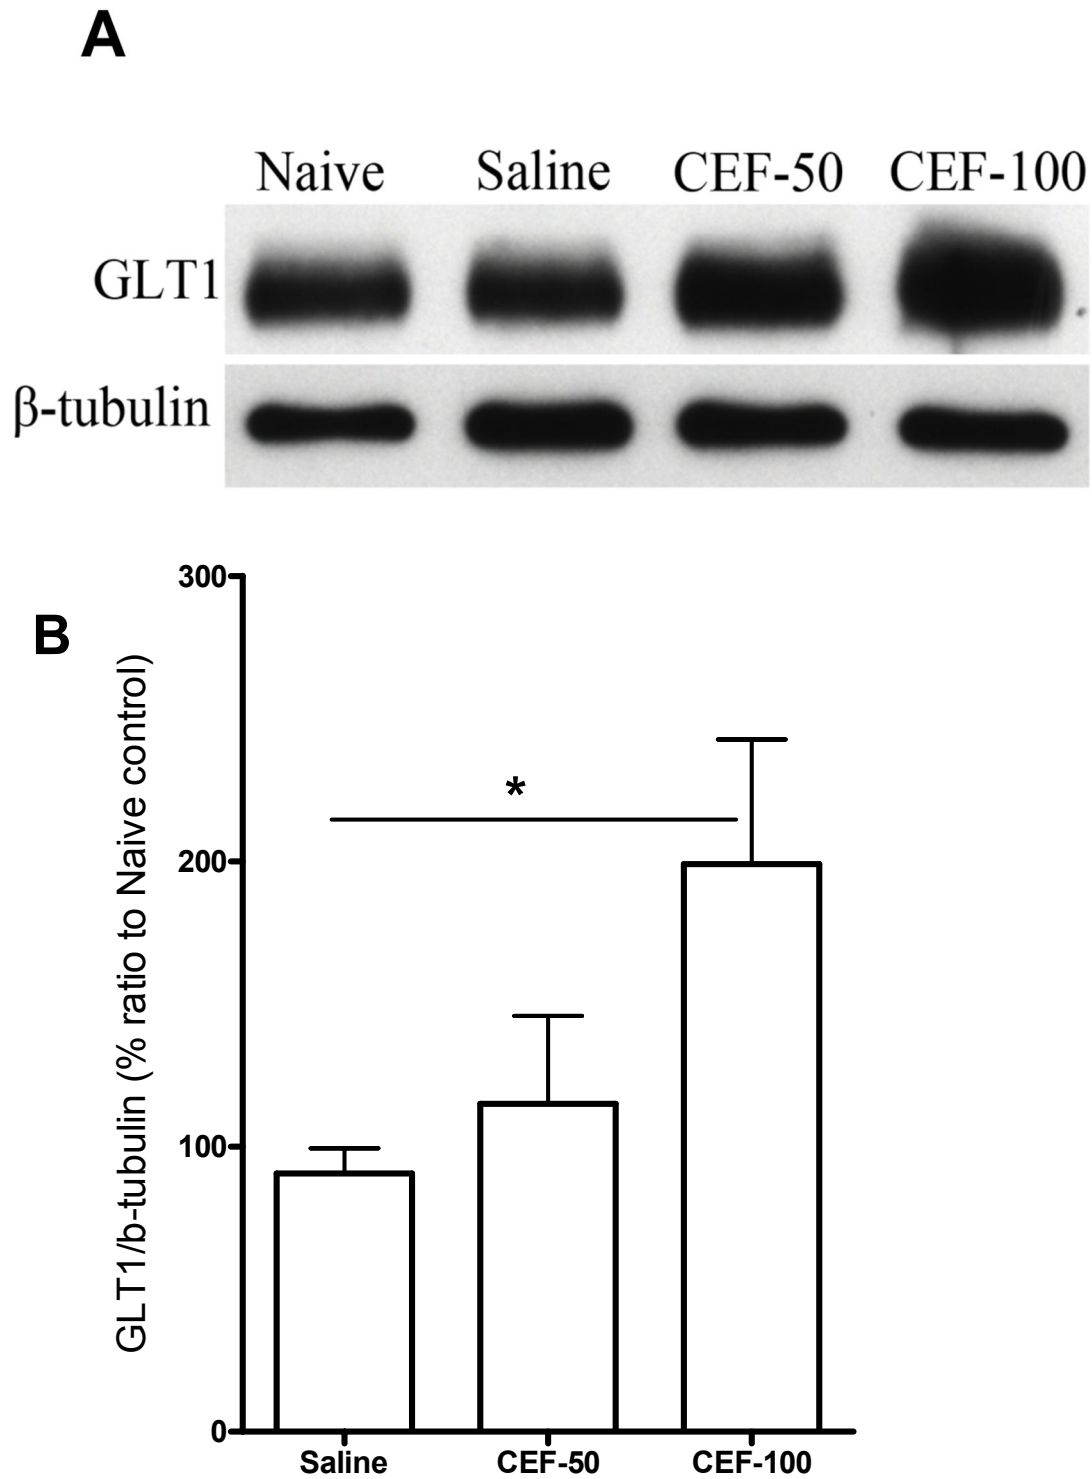 A
Naive Saline CEF-50 CEF-100
GLT1
β-tubulin
B
GLT1/b-tubulin (% ratio to Naive control)
300
200
100
0
*
Saline CEF-50 CEF-100